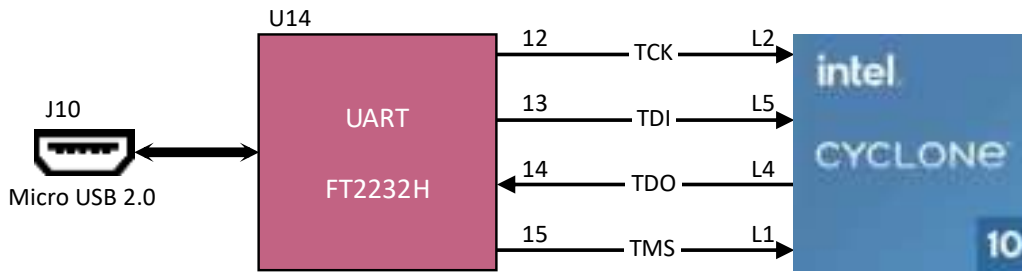 U14
12 TCK L2
intel
J10
UART
13 TDI L5
CYCLONE
FT2232H
14 TDO L4
Micro USB 2.0
15 TMS L1
10